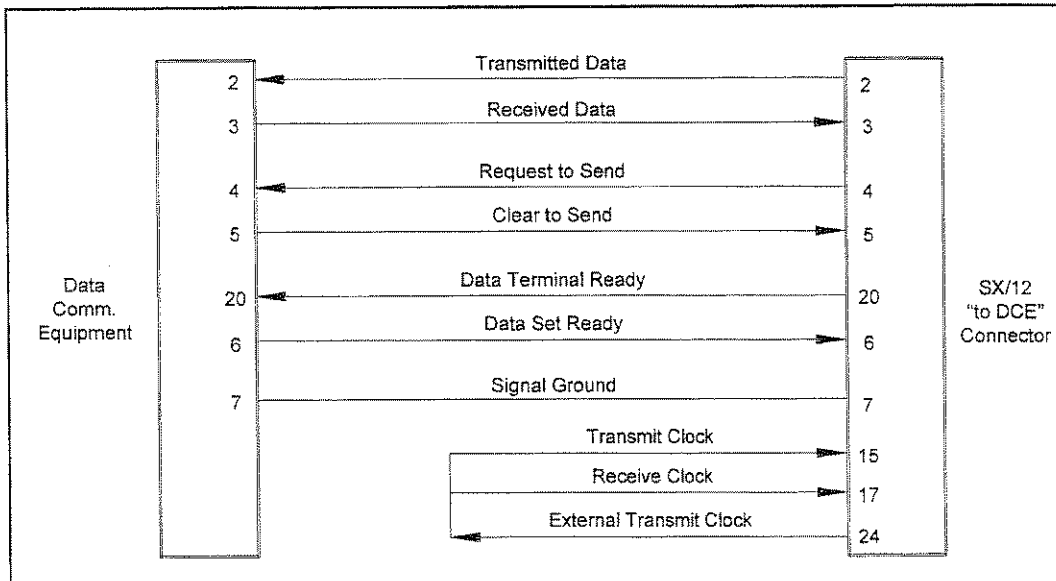 Transmitted Data
2 2
Received Data
3 3
Request to Send
4 4
Clear to Send
5 5
Data Terminal Ready
20 20
Data Set Ready
6 6
Signal Ground
7 7
Transmit Clock
15
Receive Clock
17
External Transmit Clock
24
Data
Comm.
Equipment
SX/12
"to DCE"
Connector